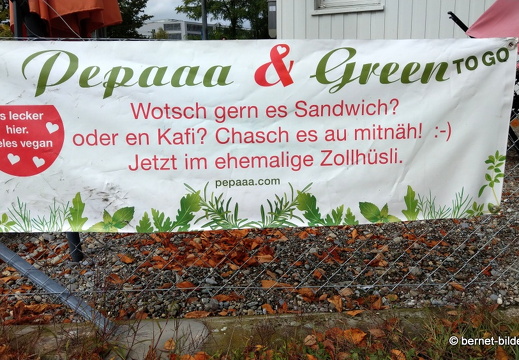 Pepaaa & Green TO GO
s lecker
hier.
eles vegan
Wotsch gern es Sandwich?
oder en Kafi? Chasch es au mitnäh! :-)
Jetzt im ehemalige Zollhüsli.
pepaaa.com
© bernet-bilde